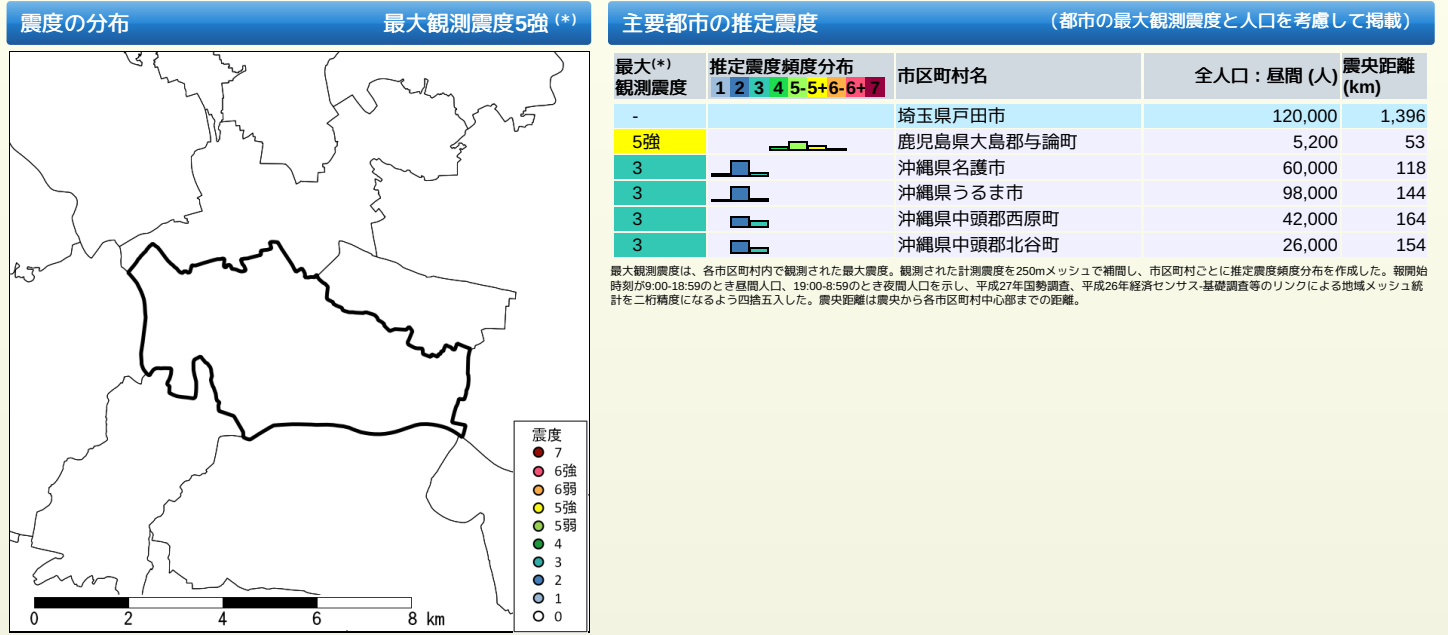 震度の分布 最大観測震度5強 (*)
震度
7
6強
6弱
5強
5弱
4
3
2
1
0
0 2 4 6 8 km
主要都市の推定震度 （都市の最大観測震度と人口を考慮して掲載）
最大(*) 観測震度 推定震度頻度分布 市区町村名 全人口：昼間 (人) 震央距離 (km)
1 2 3 4 5- 5+ 6- 6+ 7
- 埼玉県戸田市 120,000 1,396
5強 鹿児島県大島郡与論町 5,200 53
3 沖縄県名護市 60,000 118
3 沖縄県うるま市 98,000 144
3 沖縄県中頭郡西原町 42,000 164
3 沖縄県中頭郡北谷町 26,000 154
最大観測震度は、各市区町村内で観測された最大震度。観測された計測震度を250mメッシュで補間し、市区町村ごとに推定震度頻度分布を作成した。報開始
時刻が9:00-18:59のとき昼間人口、19:00-8:59のとき夜間人口を示し、平成27年国勢調査、平成26年経済センサス-基礎調査等のリンクによる地域メッシュ統
計を二桁精度になるよう四捨五入した。震央距離は震央から各市区町村中心部までの距離。